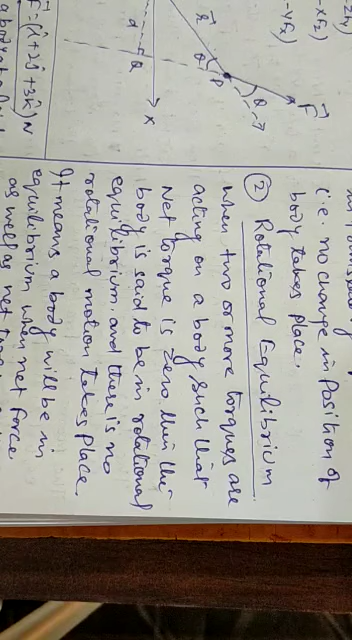 i.e. no change in position of
body takes place.
② Rotational Equilibrium
When two or more torques are
acting on a body such that
Net torque is zero then the
body is said to be in rotational
equilibrium and there is no
rotational motion takes place.
It means a body will be in
equilibrium when net force
as well as net
-xFz)
-yFz)
R
θ
P
θ
F
d
Q
x
F = (î + 2ĵ + 3k̂) N